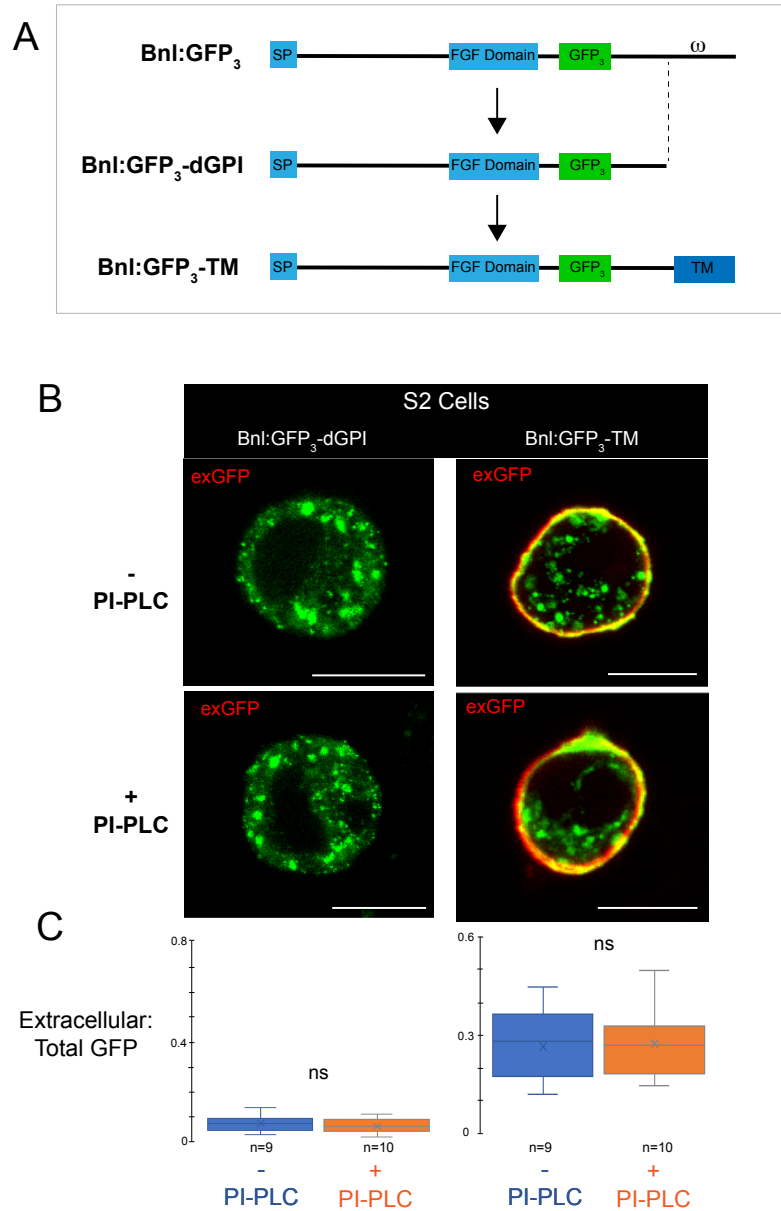 A
Bnl:GFP3
SP
FGF Domain
GFP3
ω
Bnl:GFP3-dGPI
SP
FGF Domain
GFP3
Bnl:GFP3-TM
SP
FGF Domain
GFP3
TM
B
S2 Cells
Bnl:GFP3-dGPI
Bnl:GFP3-TM
-
PI-PLC
exGFP
exGFP
+
PI-PLC
exGFP
exGFP
C
Extracellular:
Total GFP
0.8
0.4
0
ns
n=9
n=10
-
PI-PLC
+
PI-PLC
0.6
0.3
0
ns
n=9
n=10
-
PI-PLC
+
PI-PLC